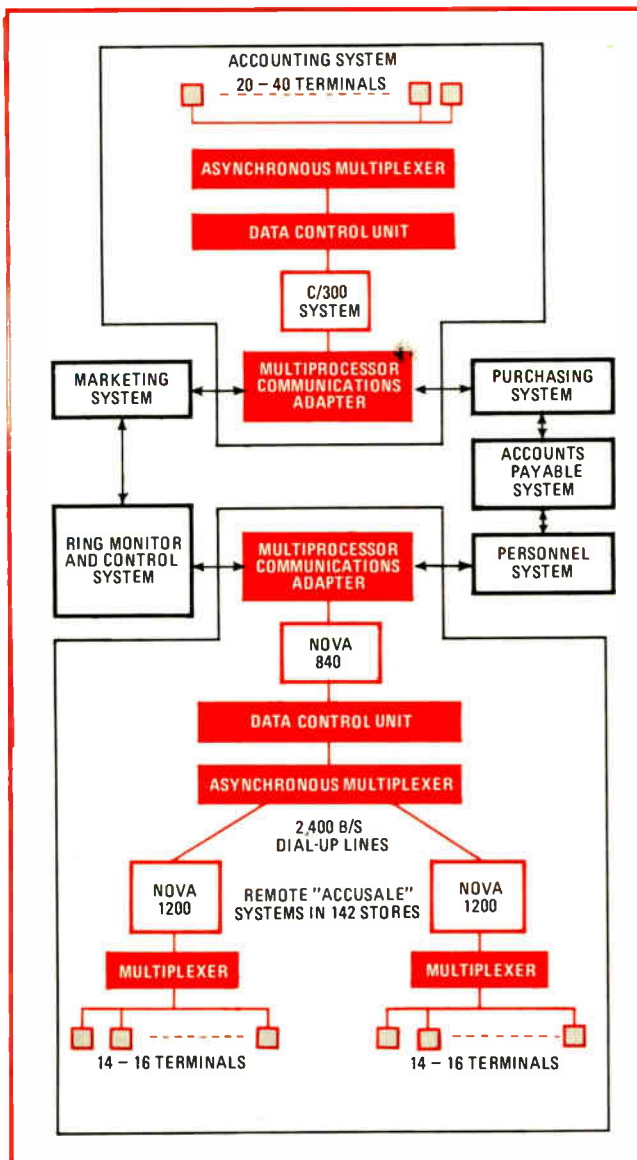 ACCOUNTING SYSTEM
20 – 40 TERMINALS
ASYNCHRONOUS MULTIPLEXER
DATA CONTROL UNIT
C/300
SYSTEM
MULTIPROCESSOR
COMMUNICATIONS
ADAPTER
MARKETING
SYSTEM
PURCHASING
SYSTEM
ACCOUNTS
PAYABLE
SYSTEM
RING MONITOR
AND CONTROL
SYSTEM
MULTIPROCESSOR
COMMUNICATIONS
ADAPTER
PERSONNEL
SYSTEM
NOVA
840
DATA CONTROL UNIT
ASYNCHRONOUS MULTIPLEXER
2,400 B/S
DIAL-UP LINES
NOVA
1200
REMOTE "ACCUSALE"
SYSTEMS IN 142 STORES
NOVA
1200
MULTIPLEXER
MULTIPLEXER
14 – 16 TERMINALS
14 – 16 TERMINALS